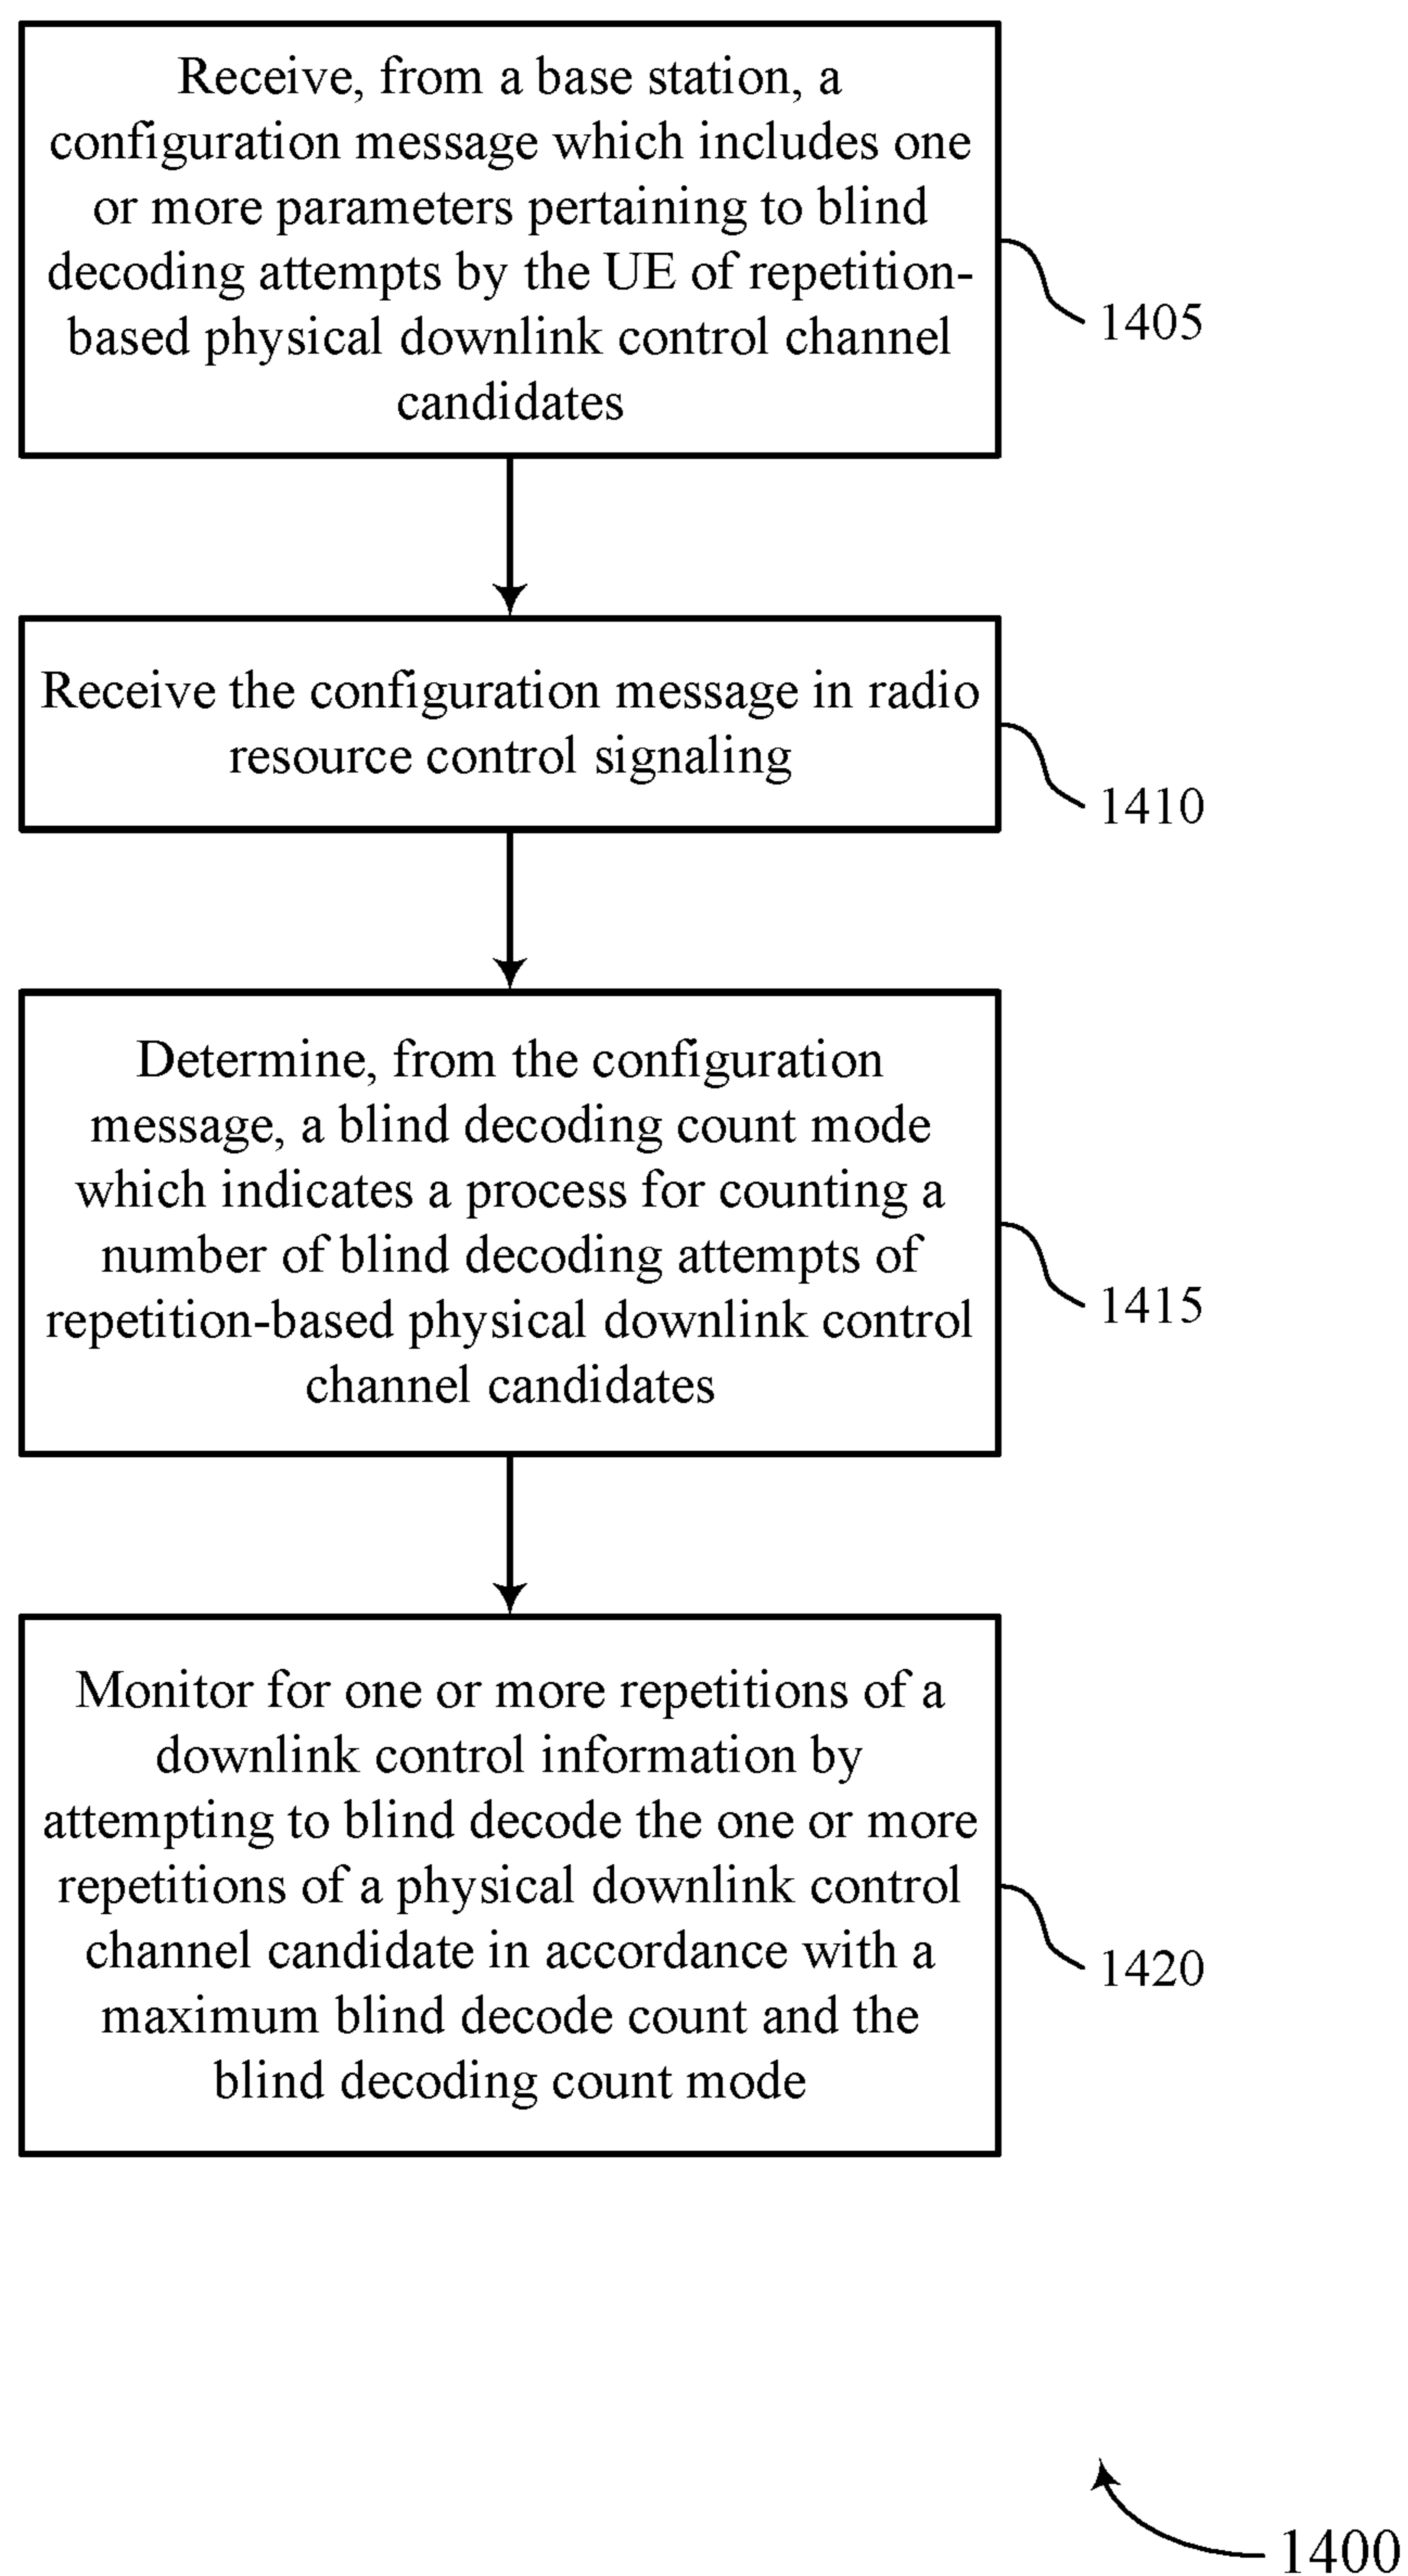 Receive, from a base station, a
configuration message which includes one
or more parameters pertaining to blind
decoding attempts by the UE of repetition-
based physical downlink control channel
candidates
1405
Receive the configuration message in radio
resource control signaling
1410
Determine, from the configuration
message, a blind decoding count mode
which indicates a process for counting a
number of blind decoding attempts of
repetition-based physical downlink control
channel candidates
1415
Monitor for one or more repetitions of a
downlink control information by
attempting to blind decode the one or more
repetitions of a physical downlink control
channel candidate in accordance with a
maximum blind decode count and the
blind decoding count mode
1420
1400